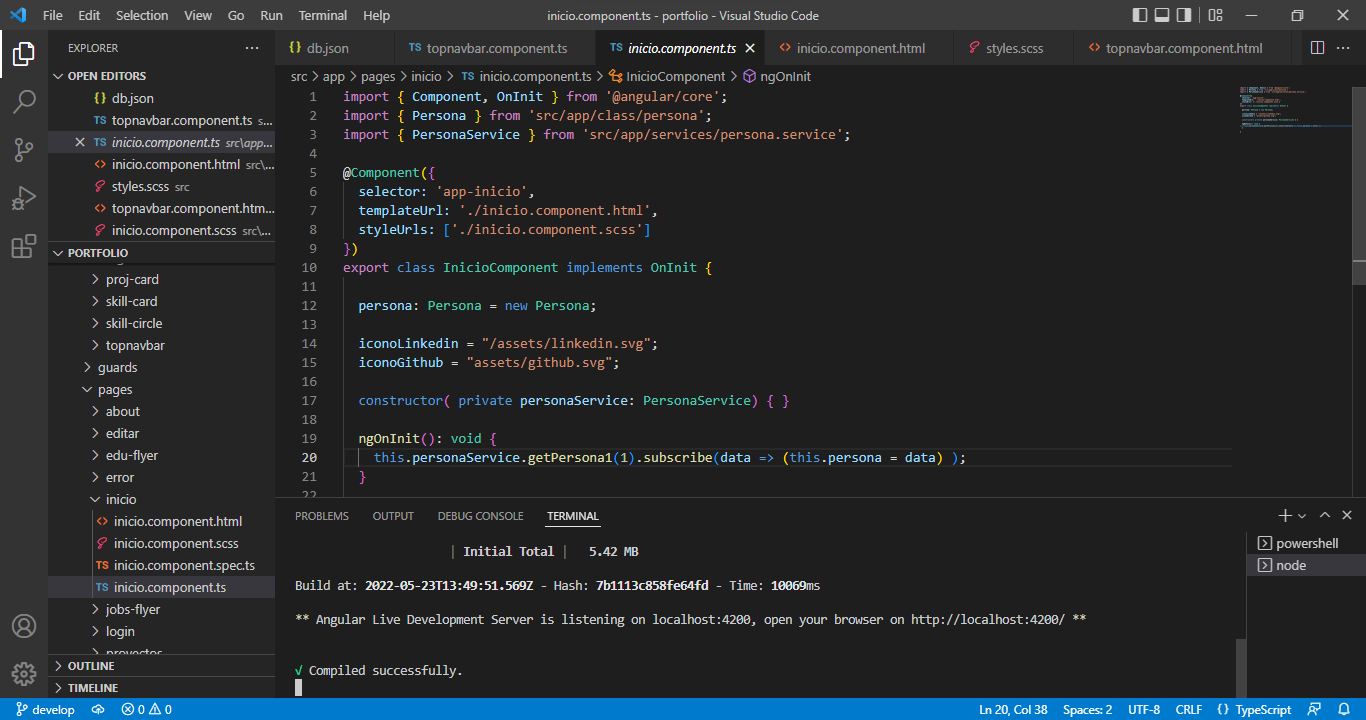 File Edit Selection View Go Run Terminal Help inicio.component.ts - portfolio - Visual Studio Code
EXPLORER
OPEN EDITORS
db.json
TS topnavbar.component.ts s...
TS inicio.component.ts src\app...
inicio.component.html src\...
styles.scss src
topnavbar.component.htm...
inicio.component.scss src\...
PORTFOLIO
proj-card
skill-card
skill-circle
topnavbar
guards
pages
about
editar
edu-flyer
error
inicio
inicio.component.html
inicio.component.scss
TS inicio.component.spec.ts
TS inicio.component.ts
jobs-flyer
login
proyectos
OUTLINE
TIMELINE
{} db.json TS topnavbar.component.ts TS inicio.component.ts inicio.component.html styles.scss topnavbar.component.html
src > app > pages > inicio > TS inicio.component.ts > InicioComponent > ngOnInit
1 import { Component, OnInit } from '@angular/core';
2 import { Persona } from 'src/app/class/persona';
3 import { PersonaService } from 'src/app/services/persona.service';
4
5 @Component({
6 selector: 'app-inicio',
7 templateUrl: './inicio.component.html',
8 styleUrls: ['./inicio.component.scss']
9 })
10 export class InicioComponent implements OnInit {
11
12 persona: Persona = new Persona;
13
14 iconoLinkedin = "/assets/linkedin.svg";
15 iconoGithub = "assets/github.svg";
16
17 constructor( private personaService: PersonaService) { }
18
19 ngOnInit(): void {
20 this.personaService.getPersona1(1).subscribe(data => (this.persona = data) );
21 }
22
PROBLEMS OUTPUT DEBUG CONSOLE TERMINAL
| Initial Total | 5.42 MB
Build at: 2022-05-23T13:49:51.569Z - Hash: 7b1113c858fe64fd - Time: 10069ms
** Angular Live Development Server is listening on localhost:4200, open your browser on http://localhost:4200/ **
√ Compiled successfully.
powershell
node
develop 0 0 Ln 20, Col 38 Spaces: 2 UTF-8 CRLF {} TypeScript